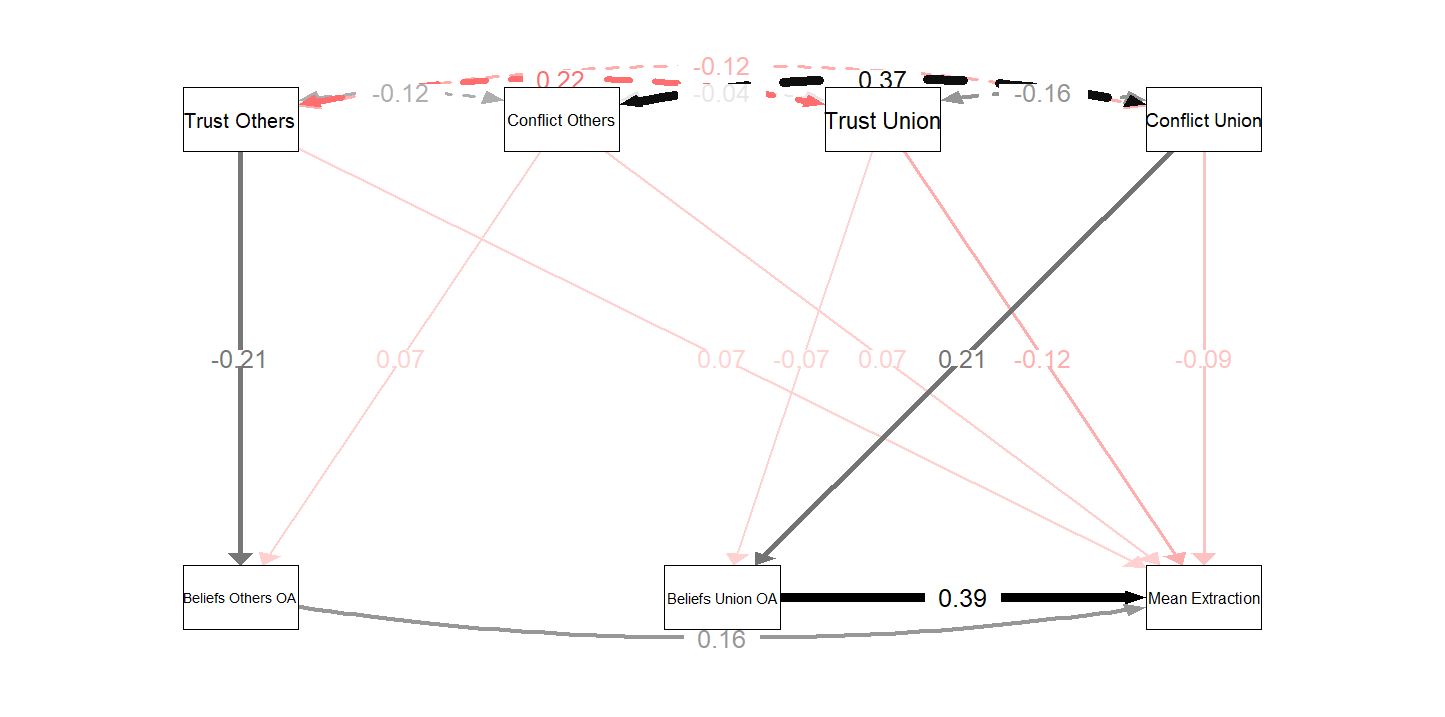 -0.12
0.22
0.37
-0.12
-0.04
-0.16
Trust Others
Conflict Others
Trust Union
Conflict Union
-0.21
0.07
0.07
-0.07
0.07
0.21
-0.12
-0.09
Beliefs Others OA
Beliefs Union OA
0.39
Mean Extraction
0.16